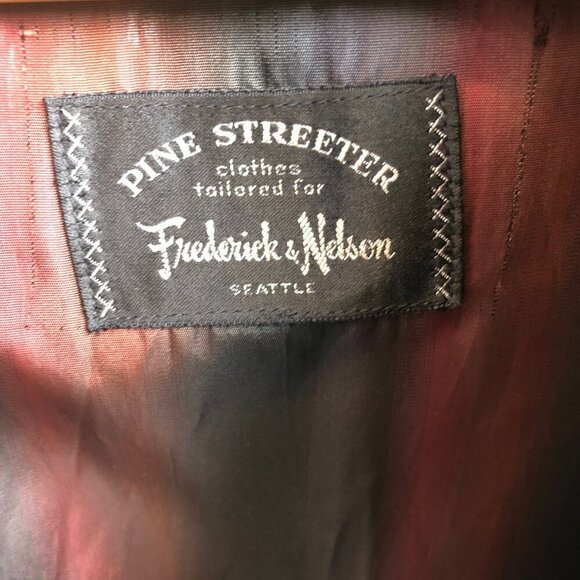 PINE STREETER
clothes
tailored for
Frederick & Nelson
SEATTLE